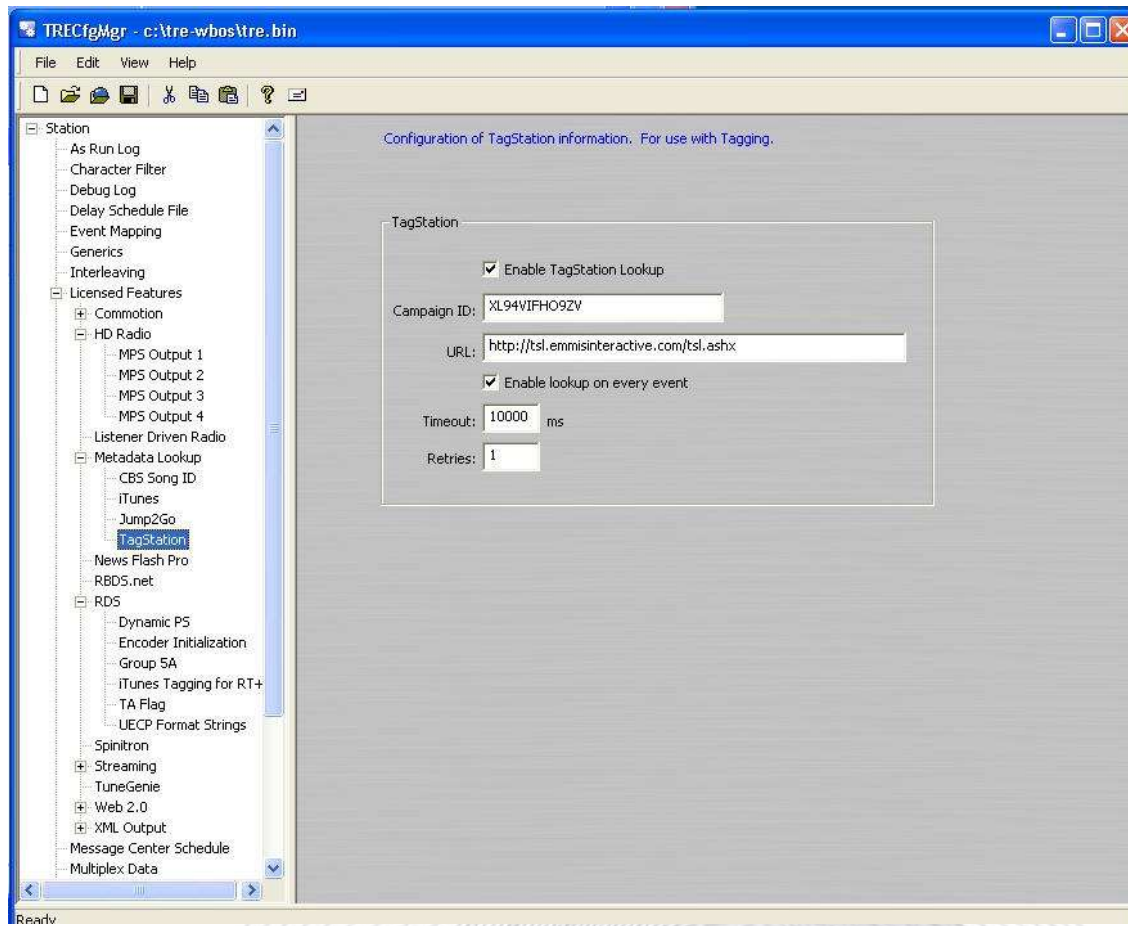 TRECfgMgr - c:\tre-wbos\tre.bin
File Edit View Help
Station
As Run Log
Character Filter
Debug Log
Delay Schedule File
Event Mapping
Generics
Interleaving
Licensed Features
Commotion
HD Radio
MPS Output 1
MPS Output 2
MPS Output 3
MPS Output 4
Listener Driven Radio
Metadata Lookup
CBS Song ID
iTunes
Jump2Go
TagStation
News Flash Pro
RBDS.net
RDS
Dynamic PS
Encoder Initialization
Group 5A
iTunes Tagging for RT+
TA Flag
UECP Format Strings
Spinitron
Streaming
TuneGenie
Web 2.0
XML Output
Message Center Schedule
Multiplex Data
Configuration of TagStation information. For use with Tagging.
TagStation
Enable TagStation Lookup
Campaign ID: XL94VIFHO9ZV
URL: http://tsl.emmisinteractive.com/tsl.ashx
Enable lookup on every event
Timeout: 10000 ms
Retries: 1
Ready